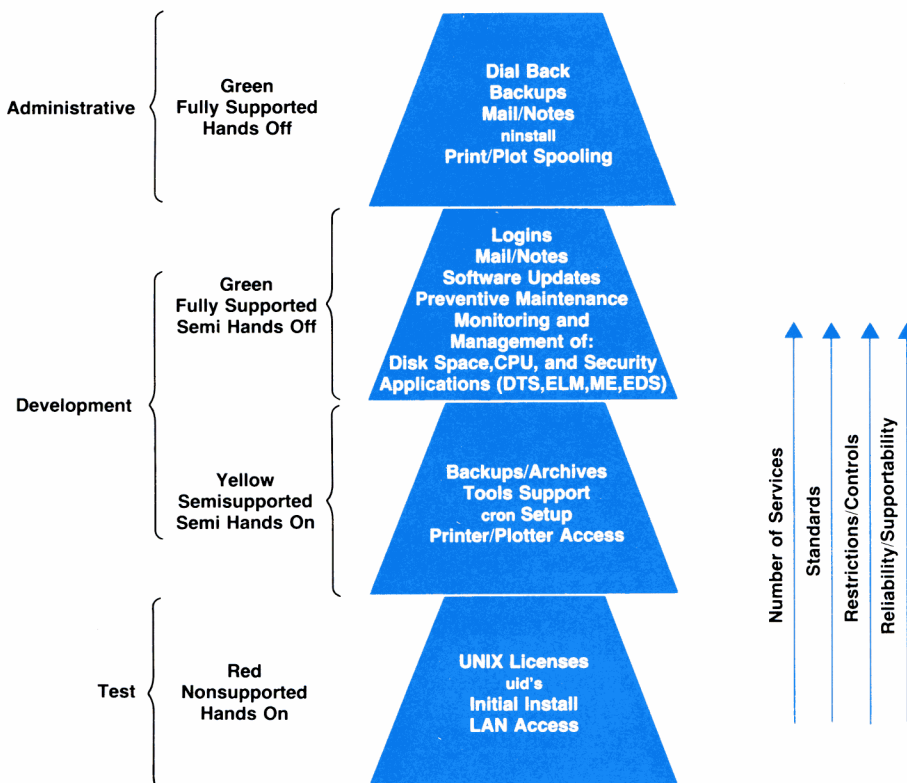 Administrative
Green
Fully Supported
Hands Off
Dial Back
Backups
Mail/Notes
ninstall
Print/Plot Spooling
Development
Green
Fully Supported
Semi Hands Off
Logins
Mail/Notes
Software Updates
Preventive Maintenance
Monitoring and
Management of:
Disk Space,CPU, and Security
Applications (DTS,ELM,ME,EDS)
Yellow
Semisupported
Semi Hands On
Backups/Archives
Tools Support
cron Setup
Printer/Plotter Access
Test
Red
Nonsupported
Hands On
UNIX Licenses
uid's
Initial Install
LAN Access
Number of Services
Standards
Restrictions/Controls
Reliability/Supportability